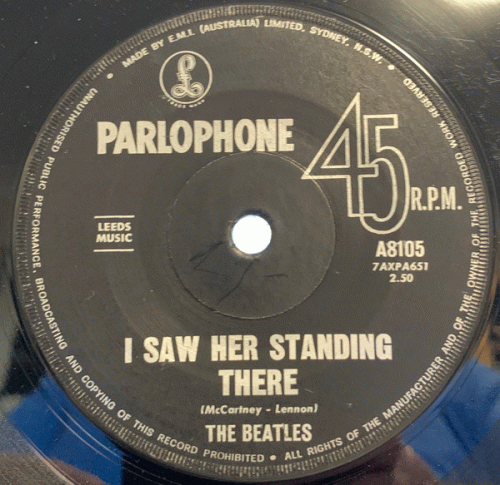 MADE BY E.M.I. (AUSTRALIA) LIMITED, SYDNEY, N.S.W.
£
TRADE MARK
PARLOPHONE
45
R.P.M.
LEEDS
MUSIC
A8105
7AXPA651
2.50
I SAW HER STANDING
THERE
(McCartney - Lennon)
THE BEATLES
UNAUTHORISED PUBLIC PERFORMANCE, BROADCASTING AND COPYING OF THIS RECORD PROHIBITED • ALL RIGHTS OF THE MANUFACTURER AND OF THE OWNER OF THE RECORDED WORK RESERVED